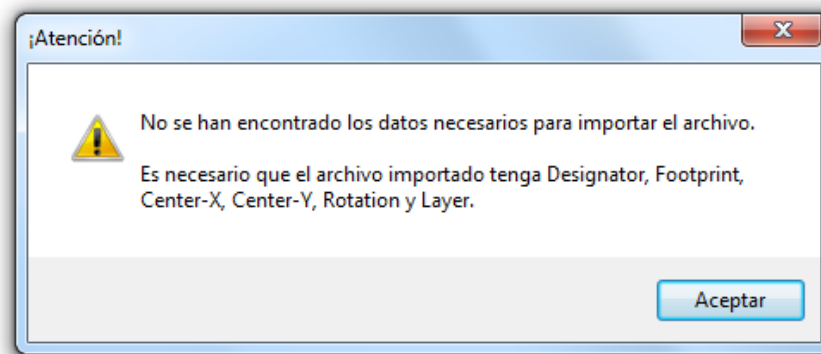 ¡Atención!
No se han encontrado los datos necesarios para importar el archivo.
Es necesario que el archivo importado tenga Designator, Footprint,
Center-X, Center-Y, Rotation y Layer.
Aceptar